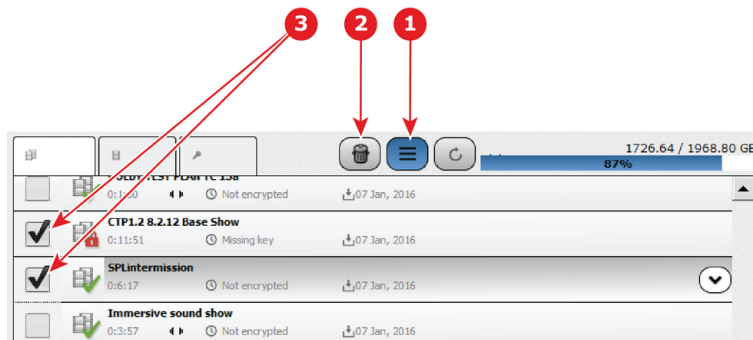 3 2 1
1726.64 / 1968.80 GB
87%
0:1:30 Not encrypted 07 Jan, 2016
CTP1.2 8.2.12 Base Show
0:11:51 Missing key 07 Jan, 2016
SPLintermission
0:6:17 Not encrypted 07 Jan, 2016
Immersive sound show
0:3:57 Not encrypted 07 Jan, 2016